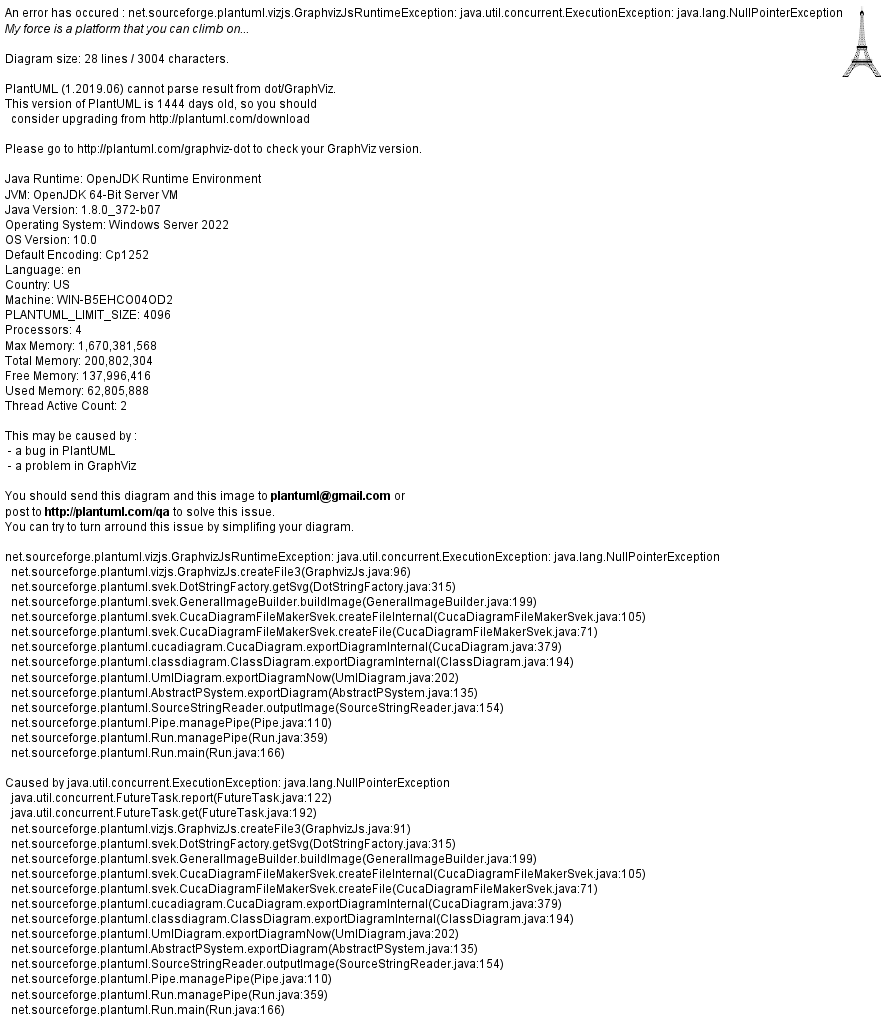 An error has occured : net.sourceforge.plantuml.vizjs.GraphvizJsRuntimeException: java.util.concurrent.ExecutionException: java.lang.NullPointerException
My force is a platform that you can climb on...
Diagram size: 28 lines / 3004 characters.
PlantUML (1.2019.06) cannot parse result from dot/GraphViz.
This version of PlantUML is 1444 days old, so you should
consider upgrading from http://plantuml.com/download
Please go to http://plantuml.com/graphviz-dot to check your GraphViz version.
Java Runtime: OpenJDK Runtime Environment
JVM: OpenJDK 64-Bit Server VM
Java Version: 1.8.0_372-b07
Operating System: Windows Server 2022
OS Version: 10.0
Default Encoding: Cp1252
Language: en
Country: US
Machine: WIN-B5EHCO04OD2
PLANTUML_LIMIT_SIZE: 4096
Processors: 4
Max Memory: 1,670,381,568
Total Memory: 200,802,304
Free Memory: 137,996,416
Used Memory: 62,805,888
Thread Active Count: 2
This may be caused by :
- a bug in PlantUML
- a problem in GraphViz
You should send this diagram and this image to plantuml@gmail.com or
post to http://plantuml.com/qa to solve this issue.
You can try to turn arround this issue by simplifing your diagram.
net.sourceforge.plantuml.vizjs.GraphvizJsRuntimeException: java.util.concurrent.ExecutionException: java.lang.NullPointerException
net.sourceforge.plantuml.vizjs.GraphvizJs.createFile3(GraphvizJs.java:96)
net.sourceforge.plantuml.svek.DotStringFactory.getSvg(DotStringFactory.java:315)
net.sourceforge.plantuml.svek.GeneralImageBuilder.buildImage(GeneralImageBuilder.java:199)
net.sourceforge.plantuml.svek.CucaDiagramFileMakerSvek.createFileInternal(CucaDiagramFileMakerSvek.java:105)
net.sourceforge.plantuml.svek.CucaDiagramFileMakerSvek.createFile(CucaDiagramFileMakerSvek.java:71)
net.sourceforge.plantuml.cucadiagram.CucaDiagram.exportDiagramInternal(CucaDiagram.java:379)
net.sourceforge.plantuml.classdiagram.ClassDiagram.exportDiagramInternal(ClassDiagram.java:194)
net.sourceforge.plantuml.UmlDiagram.exportDiagramNow(UmlDiagram.java:202)
net.sourceforge.plantuml.AbstractPSystem.exportDiagram(AbstractPSystem.java:135)
net.sourceforge.plantuml.SourceStringReader.outputImage(SourceStringReader.java:154)
net.sourceforge.plantuml.Pipe.managePipe(Pipe.java:110)
net.sourceforge.plantuml.Run.managePipe(Run.java:359)
net.sourceforge.plantuml.Run.main(Run.java:166)
Caused by java.util.concurrent.ExecutionException: java.lang.NullPointerException
java.util.concurrent.FutureTask.report(FutureTask.java:122)
java.util.concurrent.FutureTask.get(FutureTask.java:192)
net.sourceforge.plantuml.vizjs.GraphvizJs.createFile3(GraphvizJs.java:91)
net.sourceforge.plantuml.svek.DotStringFactory.getSvg(DotStringFactory.java:315)
net.sourceforge.plantuml.svek.GeneralImageBuilder.buildImage(GeneralImageBuilder.java:199)
net.sourceforge.plantuml.svek.CucaDiagramFileMakerSvek.createFileInternal(CucaDiagramFileMakerSvek.java:105)
net.sourceforge.plantuml.svek.CucaDiagramFileMakerSvek.createFile(CucaDiagramFileMakerSvek.java:71)
net.sourceforge.plantuml.cucadiagram.CucaDiagram.exportDiagramInternal(CucaDiagram.java:379)
net.sourceforge.plantuml.classdiagram.ClassDiagram.exportDiagramInternal(ClassDiagram.java:194)
net.sourceforge.plantuml.UmlDiagram.exportDiagramNow(UmlDiagram.java:202)
net.sourceforge.plantuml.AbstractPSystem.exportDiagram(AbstractPSystem.java:135)
net.sourceforge.plantuml.SourceStringReader.outputImage(SourceStringReader.java:154)
net.sourceforge.plantuml.Pipe.managePipe(Pipe.java:110)
net.sourceforge.plantuml.Run.managePipe(Run.java:359)
net.sourceforge.plantuml.Run.main(Run.java:166)